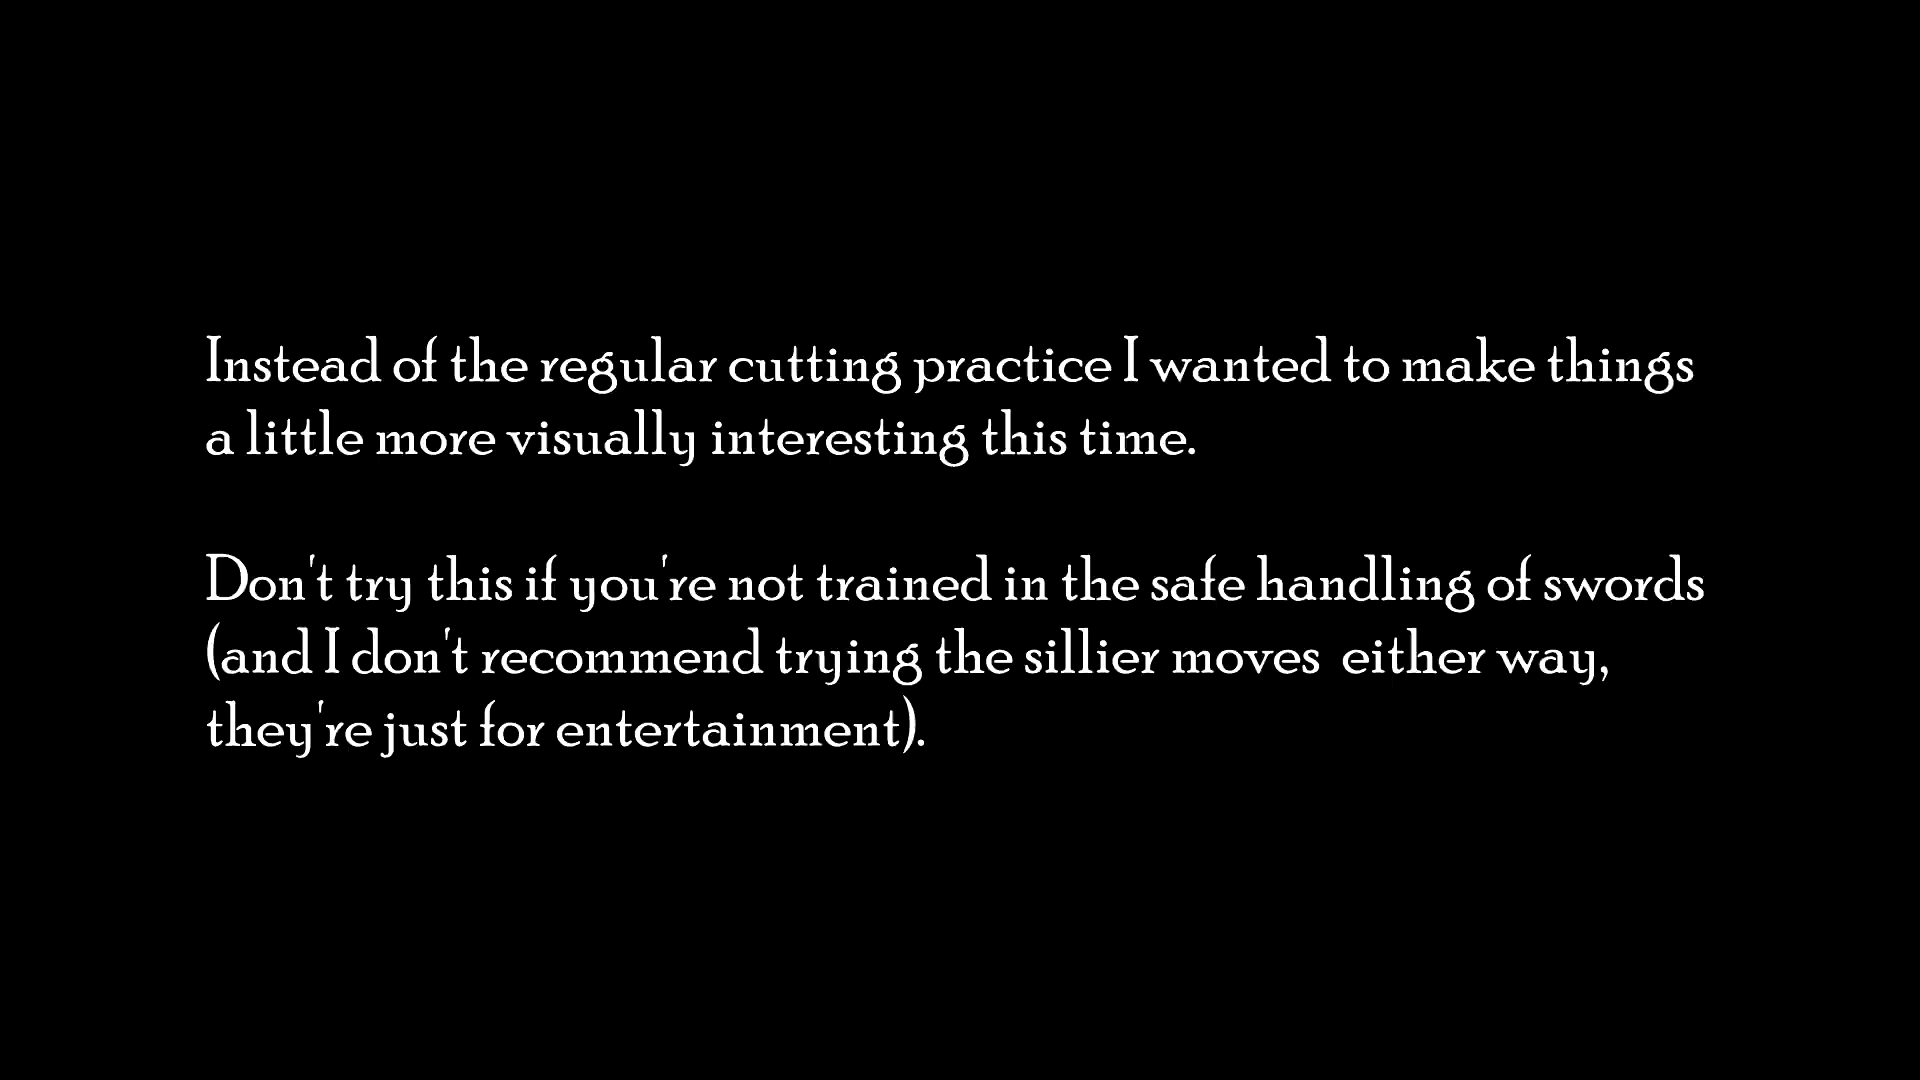 Instead of the regular cutting practice I wanted to make things
a little more visually interesting this time.
Don't try this if you're not trained in the safe handling of swords
(and I don't recommend trying the sillier moves  either way,
they're just for entertainment).